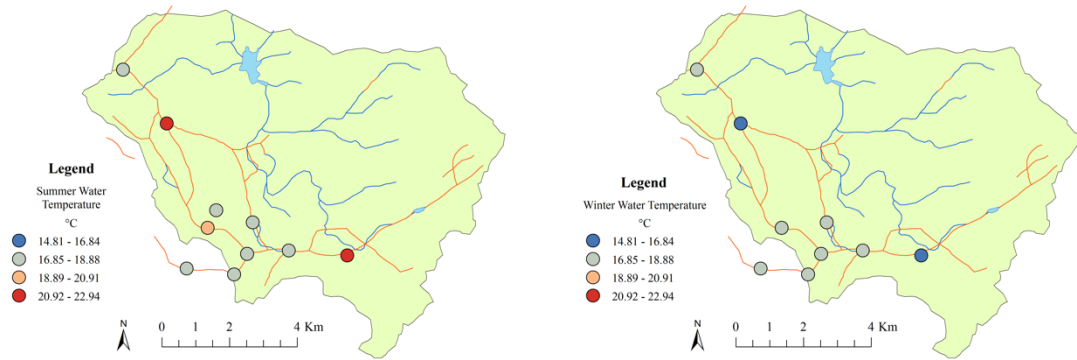 Legend
Summer Water
Temperature
°C
14.81 - 16.84
16.85 - 18.88
18.89 - 20.91
20.92 - 22.94
N
0 1 2 4 Km
Legend
Winter Water Temperature
°C
14.81 - 16.84
16.85 - 18.88
18.89 - 20.91
20.92 - 22.94
N
0 1 2 4 Km